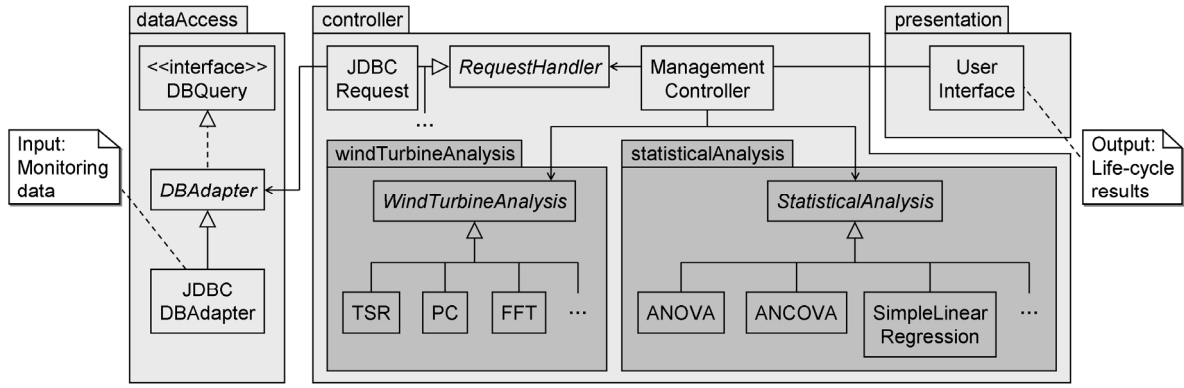 dataAccess
controller
presentation
<<interface>>
DBQuery
JDBC
Request
RequestHandler
Management
Controller
User
Interface
...
Input:
Monitoring
data
Output:
Life-cycle
results
windTurbineAnalysis
statisticalAnalysis
DBAdapter
WindTurbineAnalysis
StatisticalAnalysis
JDBC
DBAdapter
TSR
PC
FFT
...
ANOVA
ANCOVA
SimpleLinear
Regression
...